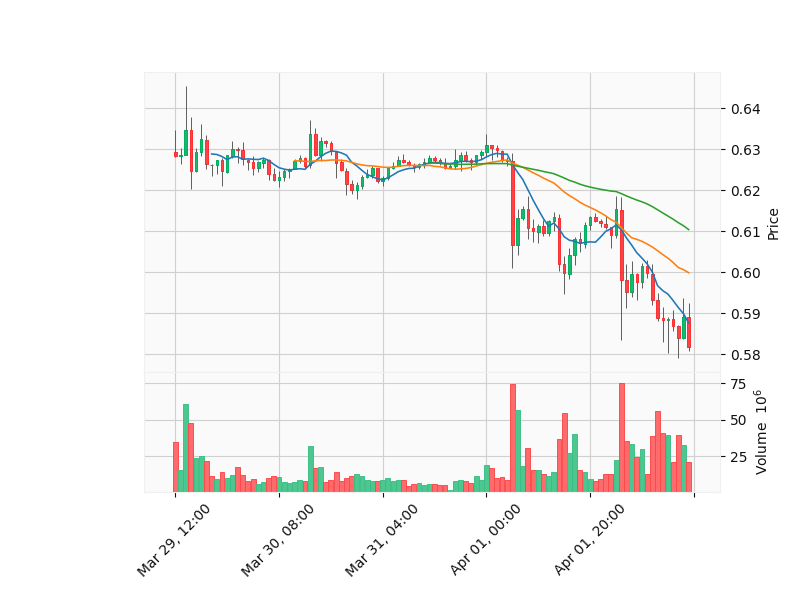 0.64
0.63
0.62
0.61
0.60
0.59
0.58
Price
75
50
25
Volume 10^6
Mar 29, 12:00
Mar 30, 08:00
Mar 31, 04:00
Apr 01, 00:00
Apr 01, 20:00